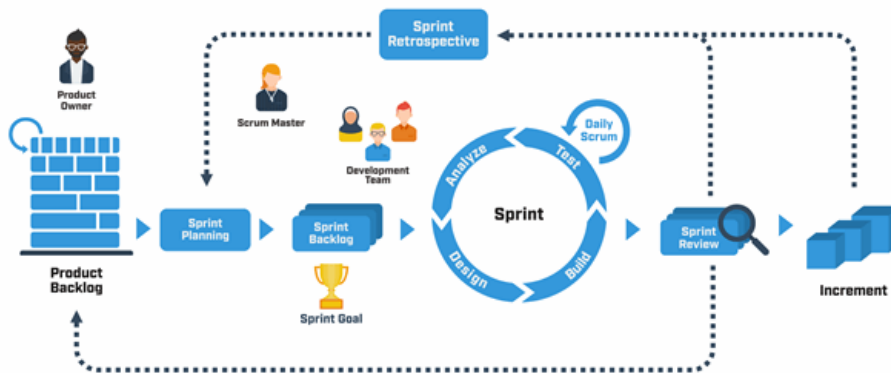 Sprint
Retrospective
Product
Owner
Scrum Master
Development
Team
Daily
Scrum
Analyze
Test
Sprint
Design
Build
Product
Backlog
Sprint
Planning
Sprint
Backlog
Sprint Goal
Sprint
Review
Increment